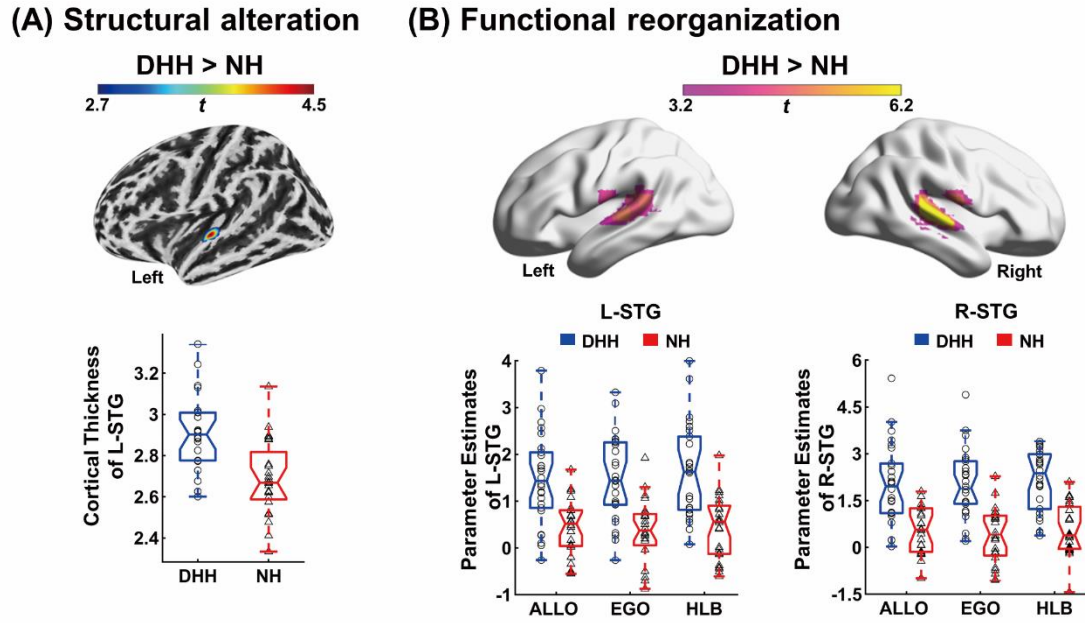 (A) Structural alteration
DHH > NH
2.7 t 4.5
Left
Cortical Thickness
of L-STG
3.2
3
2.8
2.6
2.4
DHH NH
(B) Functional reorganization
DHH > NH
3.2 t 6.2
Left
Right
L-STG
DHH NH
Parameter Estimates
of L-STG
4
3
2
1
0
-1
ALLO EGO HLB
R-STG
DHH NH
Parameter Estimates
of R-STG
6
4.5
3
1.5
0
-1.5
ALLO EGO HLB